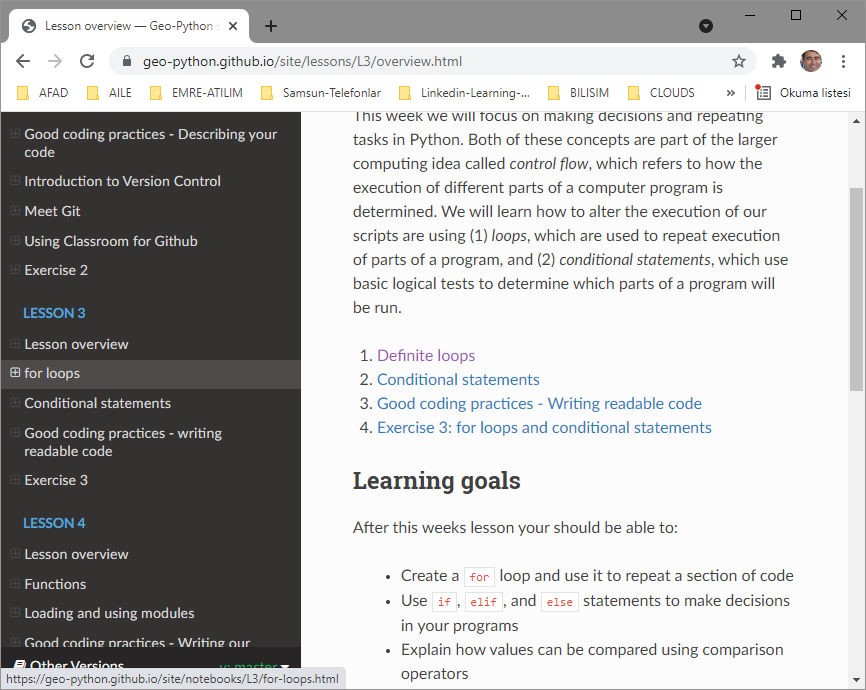 Lesson overview — Geo-Python s
geo-python.github.io/site/lessons/L3/overview.html
AFAD AILE EMRE-ATILIM Samsun-Telefonlar Linkedin-Learning-... BILISIM CLOUDS » Okuma listesi
Good coding practices - Describing your
code
Introduction to Version Control
Meet Git
Using Classroom for Github
Exercise 2
LESSON 3
Lesson overview
for loops
Conditional statements
Good coding practices - writing
readable code
Exercise 3
LESSON 4
Lesson overview
Functions
Loading and using modules
Good coding practices - Writing our
Other Versions v: master
https://geo-python.github.io/site/notebooks/L3/for-loops.html
This week we will focus on making decisions and repeating
tasks in Python. Both of these concepts are part of the larger
computing idea called control flow, which refers to how the
execution of different parts of a computer program is
determined. We will learn how to alter the execution of our
scripts are using (1) loops, which are used to repeat execution
of parts of a program, and (2) conditional statements, which use
basic logical tests to determine which parts of a program will
be run.
1. Definite loops
2. Conditional statements
3. Good coding practices - Writing readable code
4. Exercise 3: for loops and conditional statements
Learning goals
After this weeks lesson your should be able to:
• Create a for loop and use it to repeat a section of code
• Use if, elif, and else statements to make decisions
in your programs
• Explain how values can be compared using comparison
operators